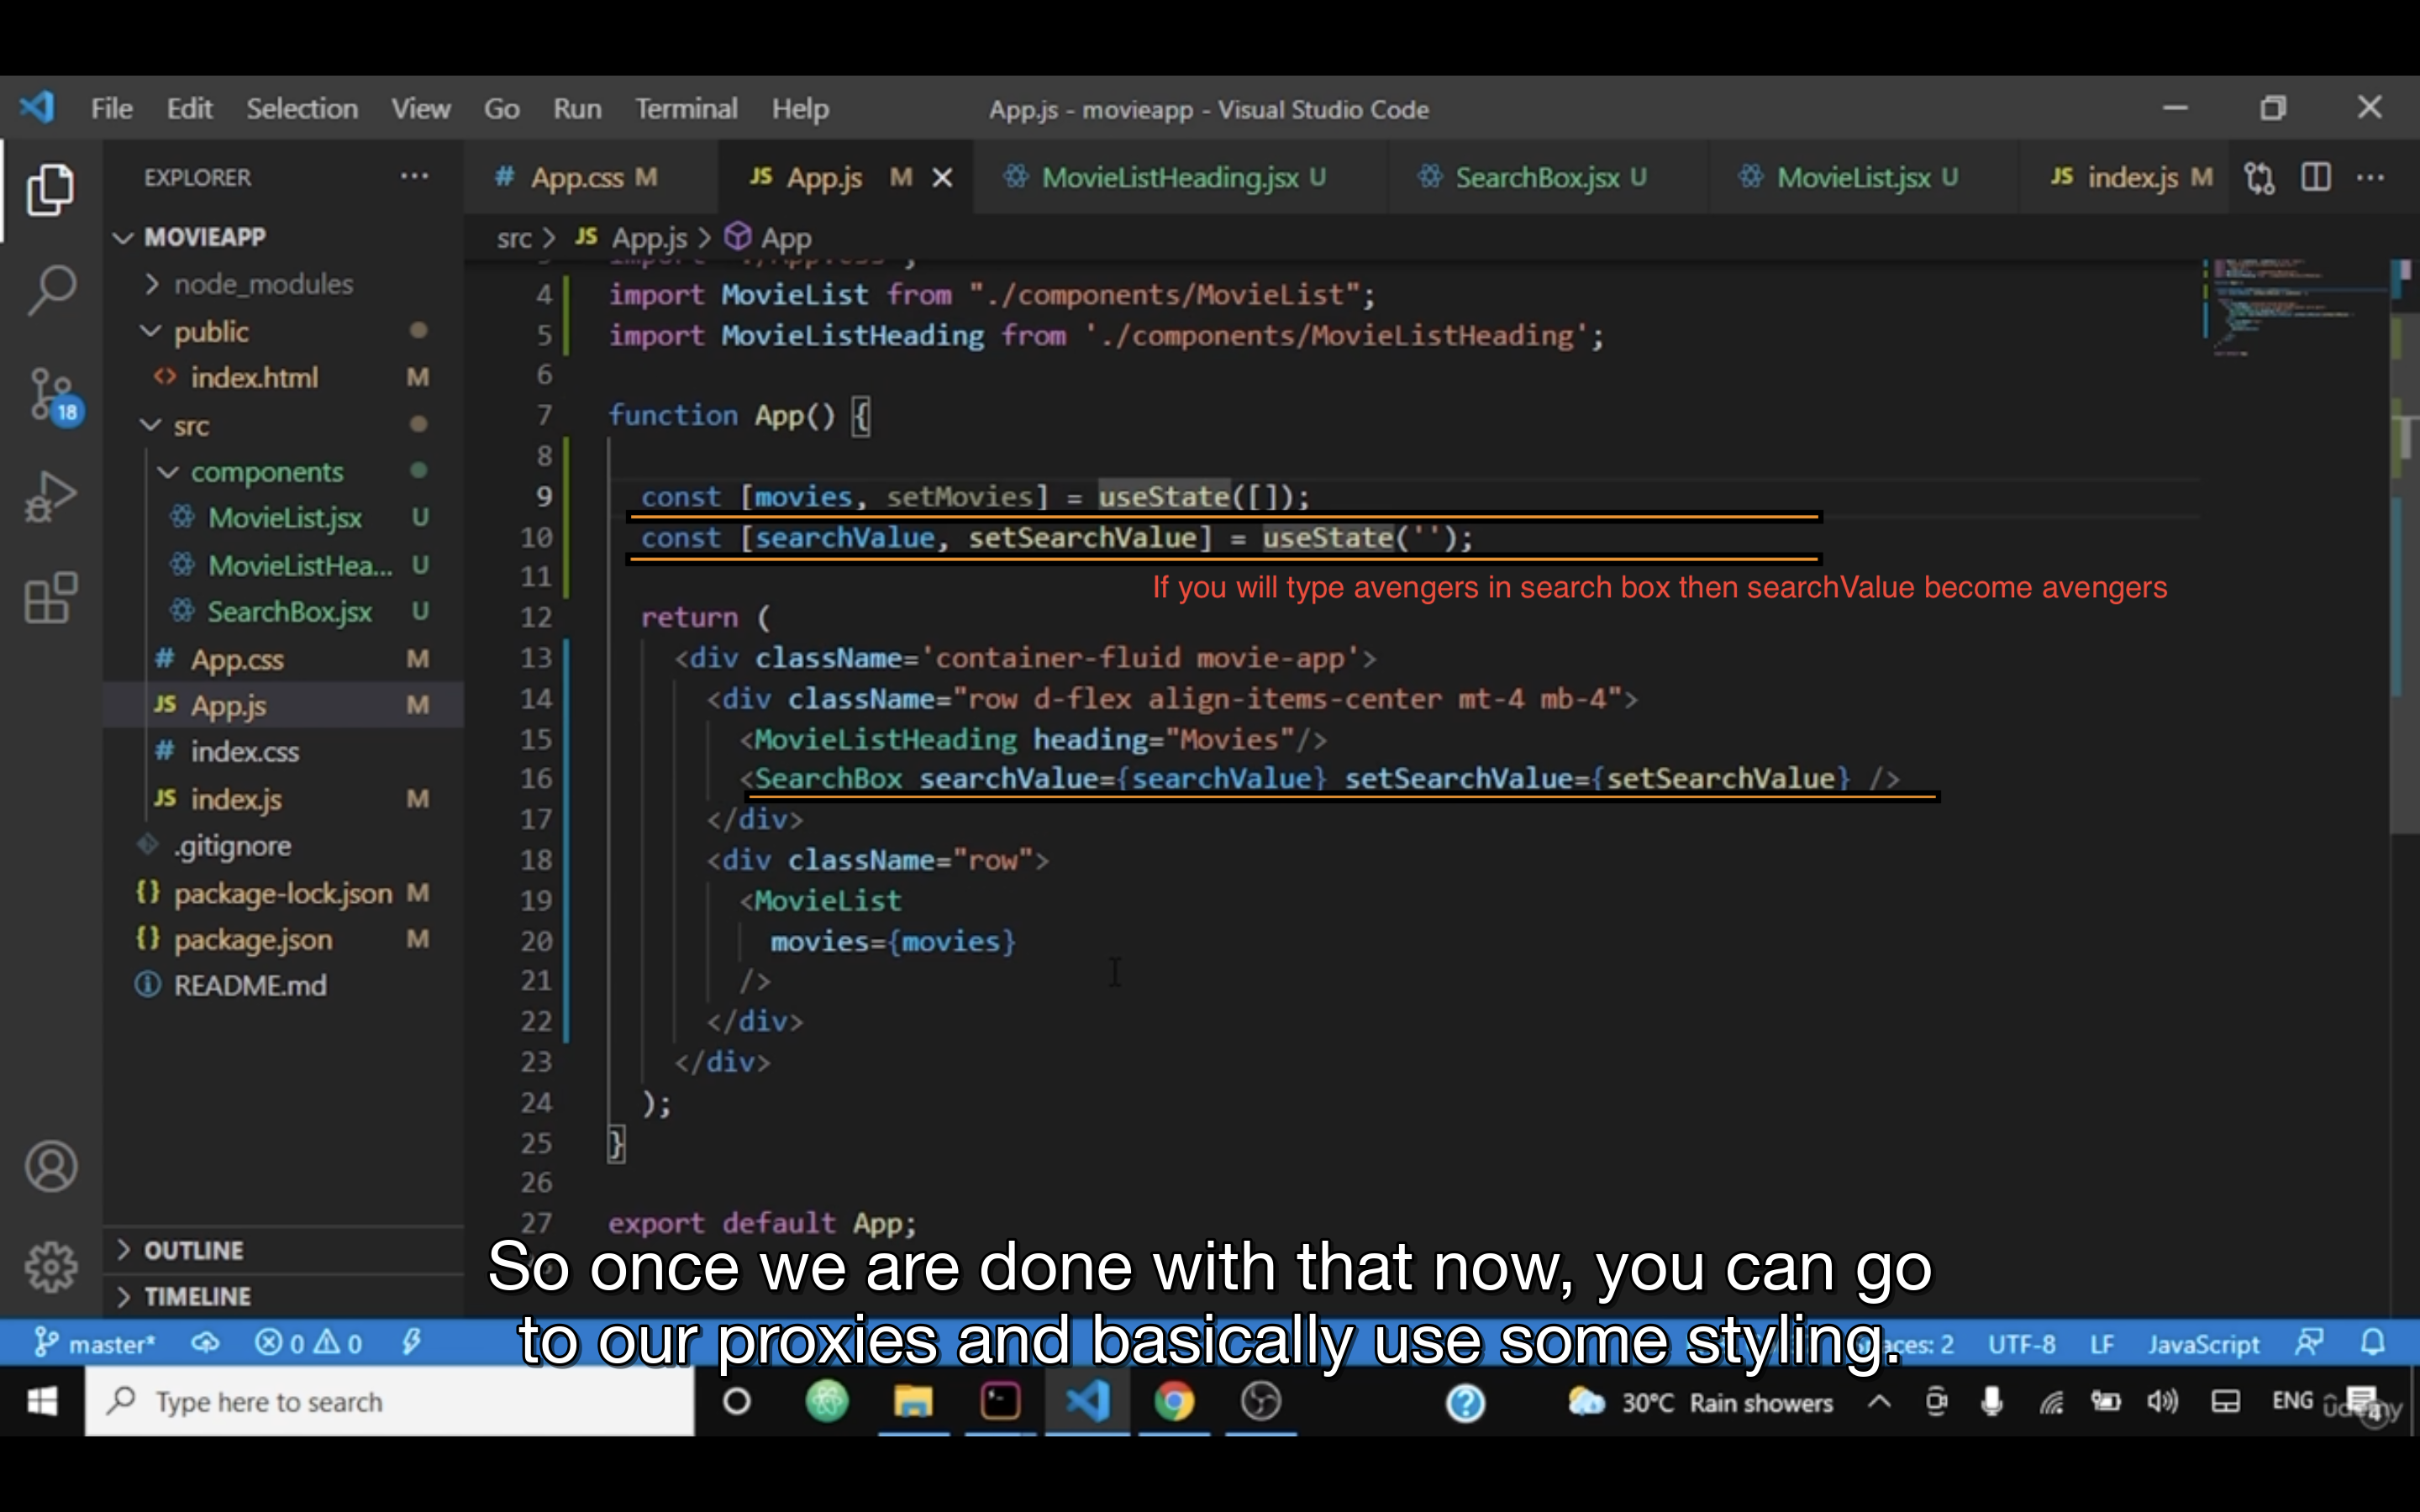 File Edit Selection View Go Run Terminal Help App.js - movieapp - Visual Studio Code
EXPLORER
# App.css M
JS App.js M
MovieListHeading.jsx U
SearchBox.jsx U
MovieList.jsx U
JS index.js M
src > JS App.js > App
MOVIEAPP
node_modules
public
index.html M
src
components
MovieList.jsx U
MovieListHea... U
SearchBox.jsx U
# App.css M
JS App.js M
# index.css
JS index.js M
.gitignore
{} package-lock.json M
{} package.json M
README.md
OUTLINE
TIMELINE
18
4 import MovieList from "./components/MovieList";
5 import MovieListHeading from './components/MovieListHeading';
6
7 function App() {
8
9 const [movies, setMovies] = useState([]);
10 const [searchValue, setSearchValue] = useState('');
11
If you will type avengers in search box then searchValue become avengers
12 return (
13 <div className='container-fluid movie-app'>
14 <div className="row d-flex align-items-center mt-4 mb-4">
15 <MovieListHeading heading="Movies"/>
16 <SearchBox searchValue={searchValue} setSearchValue={setSearchValue} />
17 </div>
18 <div className="row">
19 <MovieList
20 movies={movies}
21 />
22 </div>
23 </div>
24 );
25 }
26
27 export default App;
So once we are done with that now, you can go
to our proxies and basically use some styling.
master* 0 0 UTF-8 LF JavaScript
Type here to search
30°C Rain showers ENG
udemy